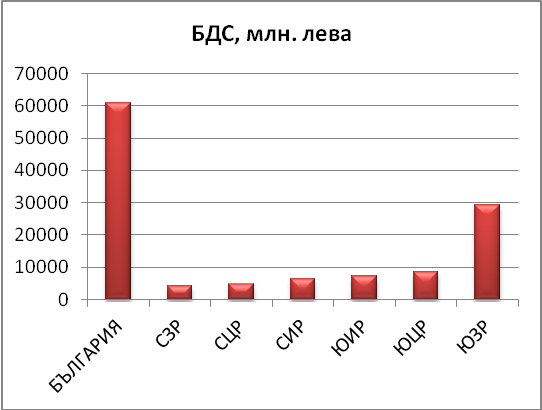 БДС, млн. лева
70000
60000
50000
40000
30000
20000
10000
0
БЪЛГАРИЯ
СЗР
СЦР
СИР
ЮИР
ЮЦР
ЮЗР